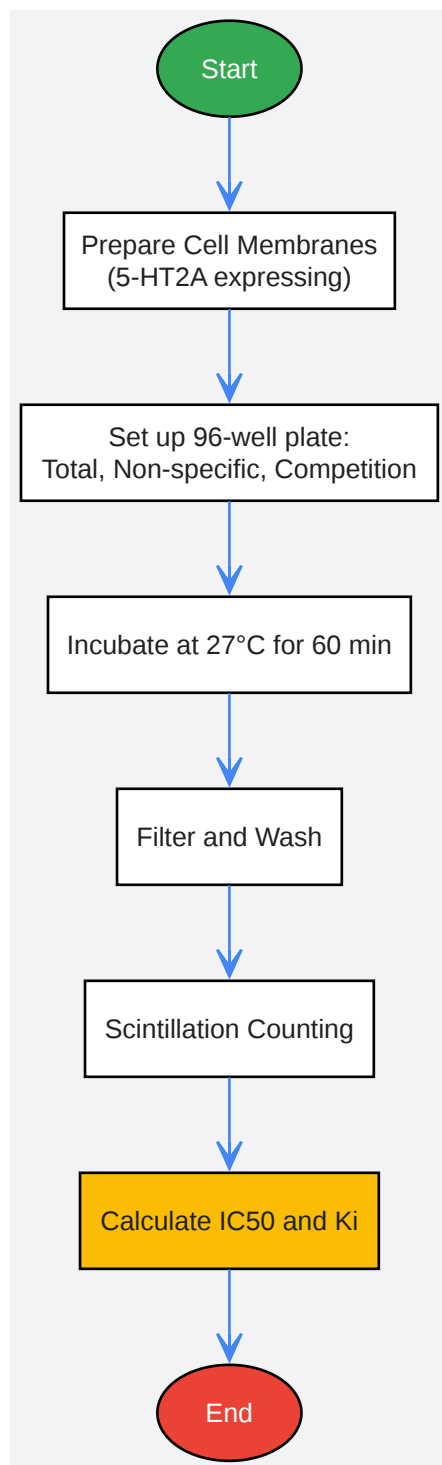 Start
Prepare Cell Membranes
(5-HT2A expressing)
Set up 96-well plate:
Total, Non-specific, Competition
Incubate at 27°C for 60 min
Filter and Wash
Scintillation Counting
Calculate IC50 and Ki
End